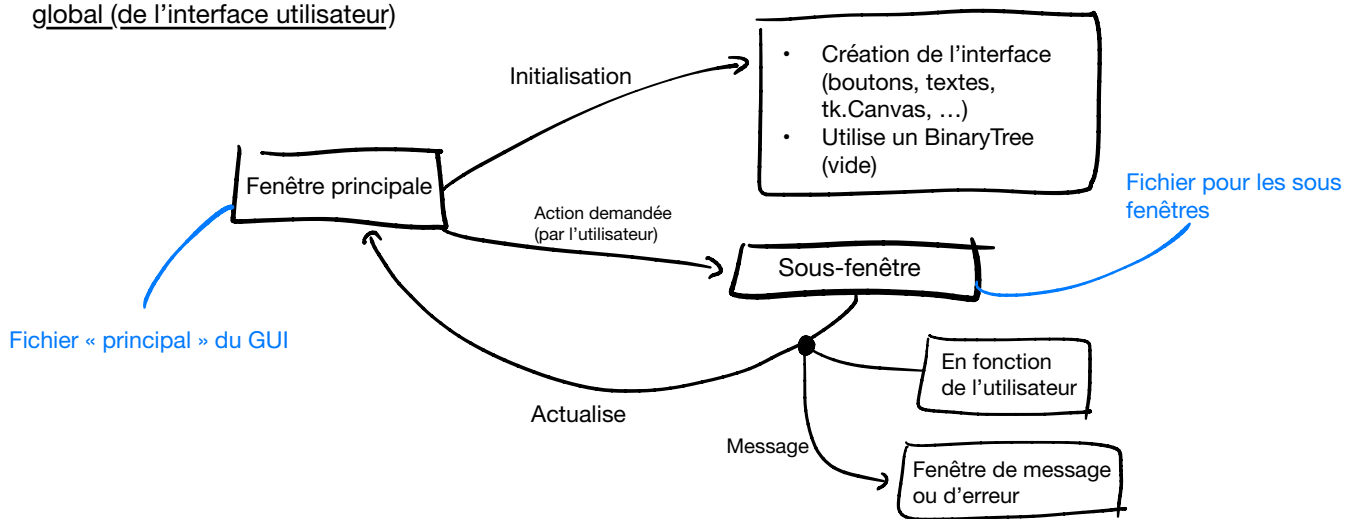 global (de l'interface utilisateur)
Initialisation
• Création de l'interface
(boutons, textes,
tk.Canvas, …)
• Utilise un BinaryTree
(vide)
Fenêtre principale
Fichier pour les sous
fenêtres
Action demandée
(par l'utilisateur)
Sous-fenêtre
Fichier « principal » du GUI
En fonction
de l'utilisateur
Actualise
Message
Fenêtre de message
ou d'erreur